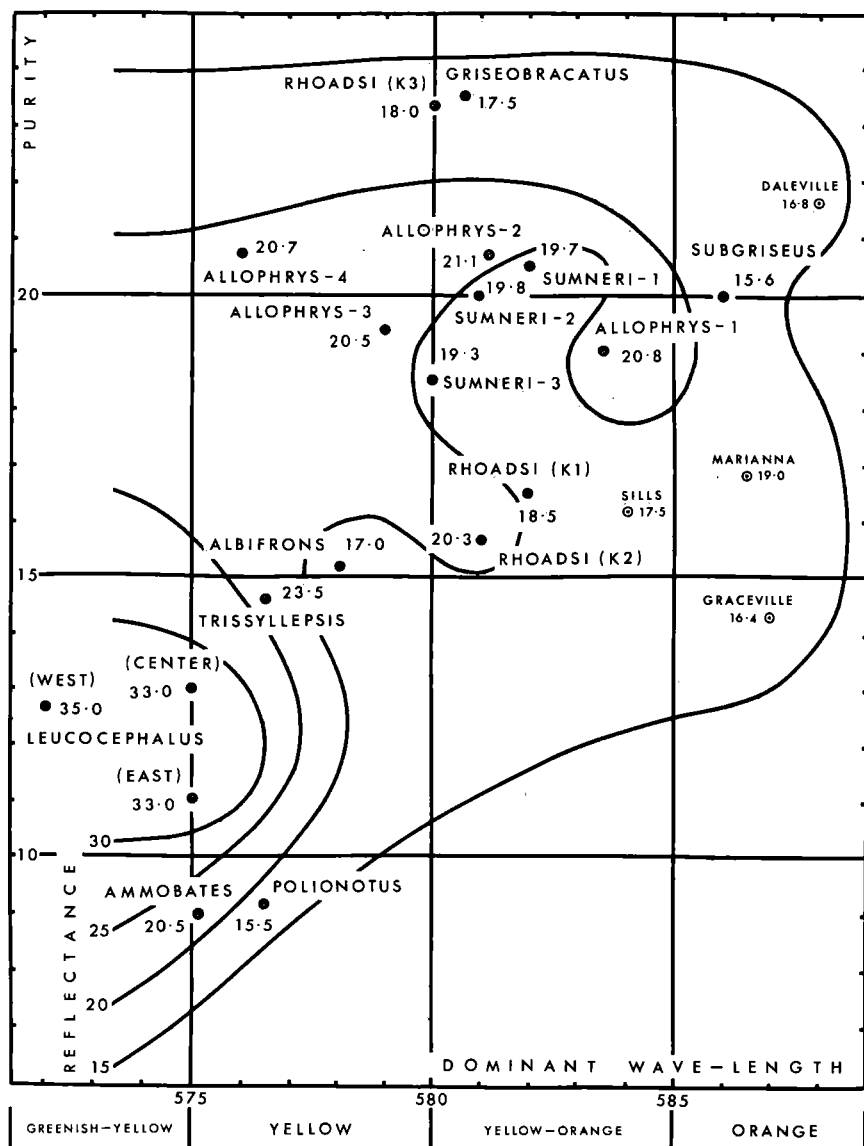 PURITY
RHOADSI (K3)
18·0
GRISEOBRACATUS
17·5
DALEVILLE
16·8
ALLOPHRYS-2
21·1
19·7
SUMNERI-1
SUBGRISEUS
15·6
20·7
ALLOPHRYS-4
20
19·8
SUMNERI-2
ALLOPHRYS-3
20·5
ALLOPHRYS-1
20·8
19·3
SUMNERI-3
RHOADSI (K1)
18·5
MARIANNA
19·0
SILLS
17·5
ALBIFRONS
17·0
20·3
RHOADSI (K2)
15
23·5
TRISSYLLEPSIS
GRACEVILLE
16·4
(WEST)
35·0
(CENTER)
33·0
LEUCOCEPHALUS
(EAST)
33·0
30
10
AMMOBATES
20·5
POLIONOTUS
15·5
25
20
15
REFLECTANCE
DOMINANT WAVE-LENGTH
575
580
585
GREENISH-YELLOW
YELLOW
YELLOW-ORANGE
ORANGE